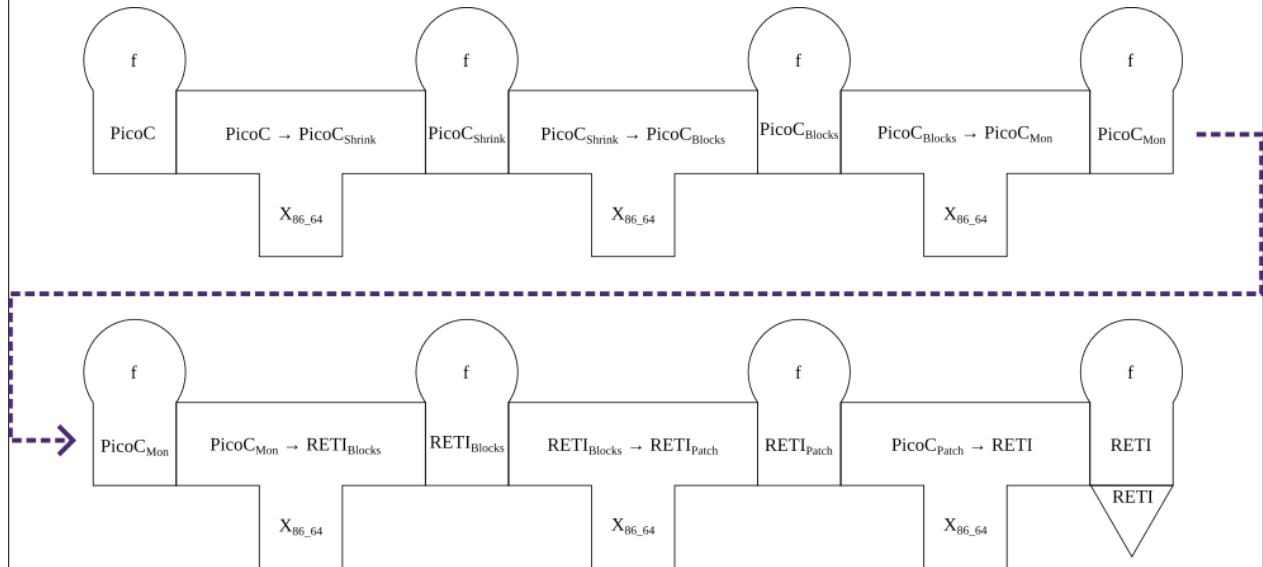 f f f f
PicoC PicoC → PicoC_Shrink PicoC_Shrink PicoC_Shrink → PicoC_Blocks PicoC_Blocks PicoC_Blocks → PicoC_Mon PicoC_Mon
X_86_64 X_86_64 X_86_64
f f f f
PicoC_Mon PicoC_Mon → RETI_Blocks RETI_Blocks RETI_Blocks → RETI_Patch RETI_Patch PicoC_Patch → RETI RETI
RETI
X_86_64 X_86_64 X_86_64